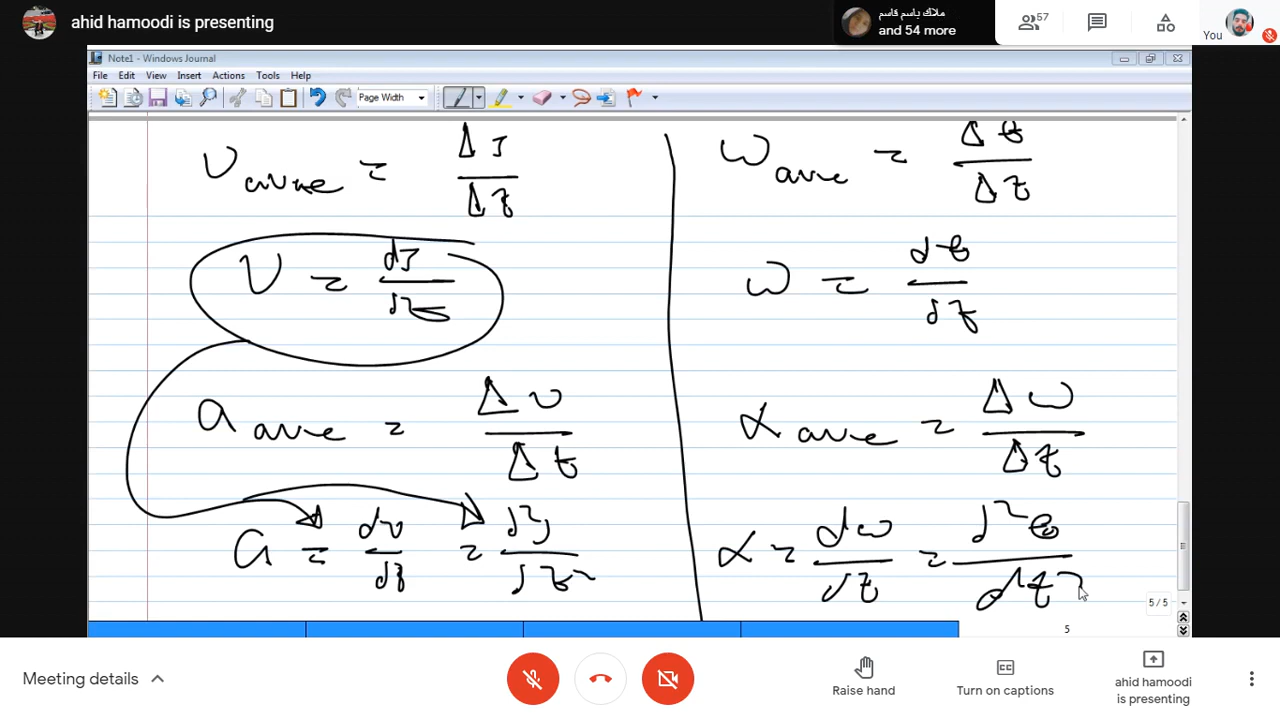 ahid hamoodi is presenting
ملاك باسم قاسم
and 54 more
57
You
Note1 - Windows Journal
File Edit View Insert Actions Tools Help
Page Width
v ave = Δs/Δt
ω ave = Δθ/Δt
v = ds/dt
ω = dθ/dt
a ave = Δv/Δt
α ave = Δω/Δt
a = dv/dt = d²s/dt²
α = dω/dt = d²θ/dt²
5 / 5
5
Meeting details
Raise hand
Turn on captions
ahid hamoodi
is presenting